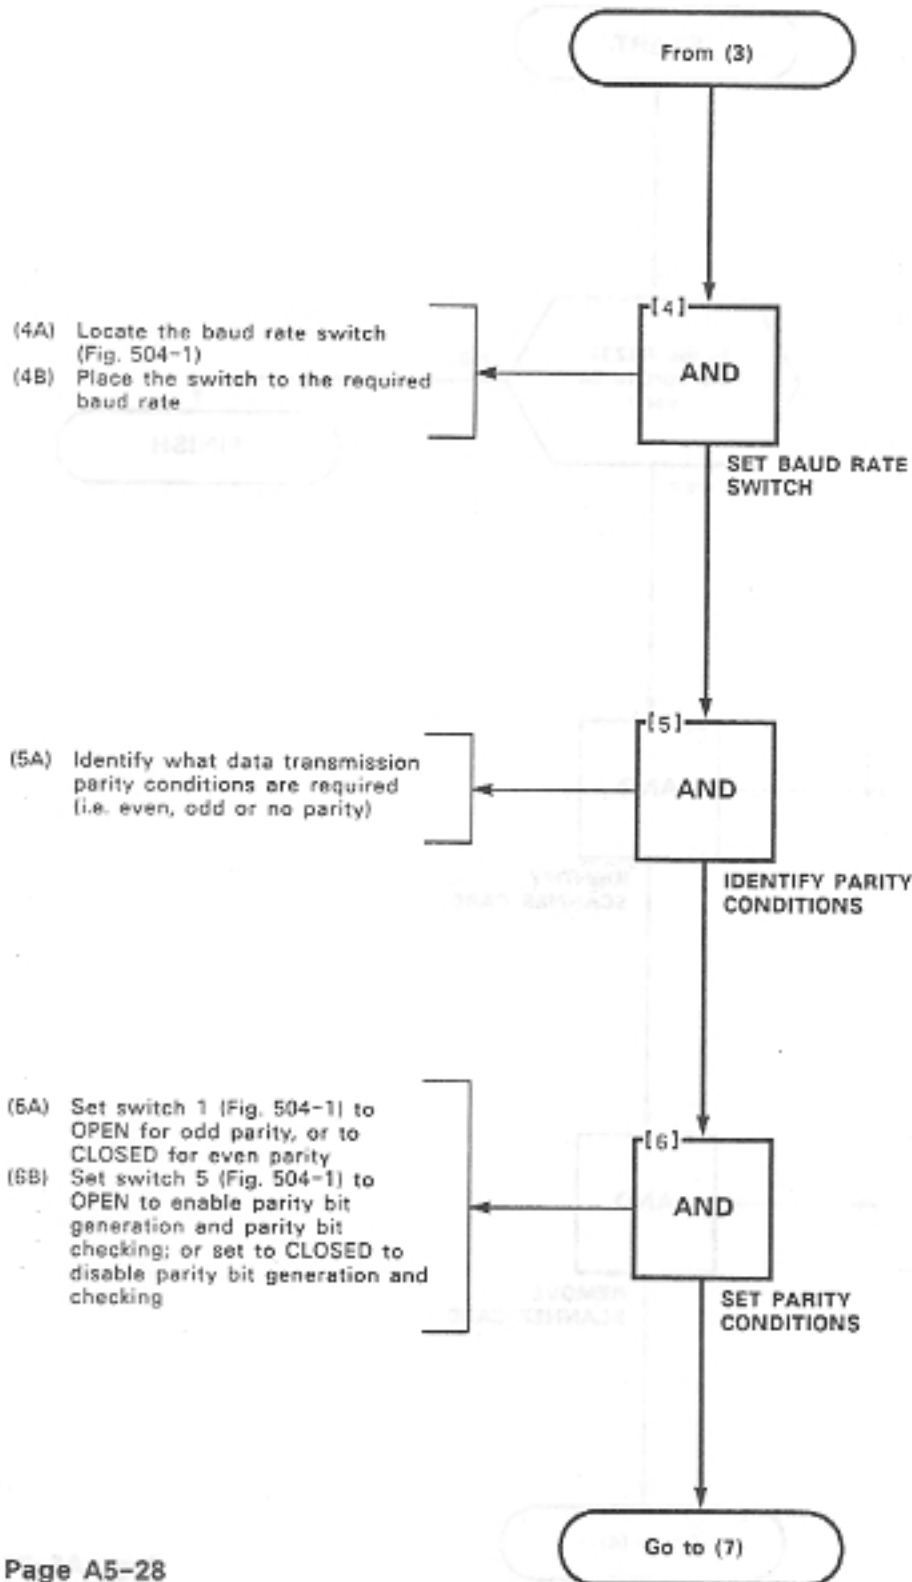 From (3)
[4]
(4A) Locate the baud rate switch
(Fig. 504-1)
(4B) Place the switch to the required
baud rate
AND
SET BAUD RATE
SWITCH
[5]
(5A) Identify what data transmission
parity conditions are required
(i.e. even, odd or no parity)
AND
IDENTIFY PARITY
CONDITIONS
[6]
(6A) Set switch 1 (Fig. 504-1) to
OPEN for odd parity, or to
CLOSED for even parity
(6B) Set switch 5 (Fig. 504-1) to
OPEN to enable parity bit
generation and parity bit
checking; or set to CLOSED to
disable parity bit generation and
checking
AND
SET PARITY
CONDITIONS
Go to (7)
Page A5-28